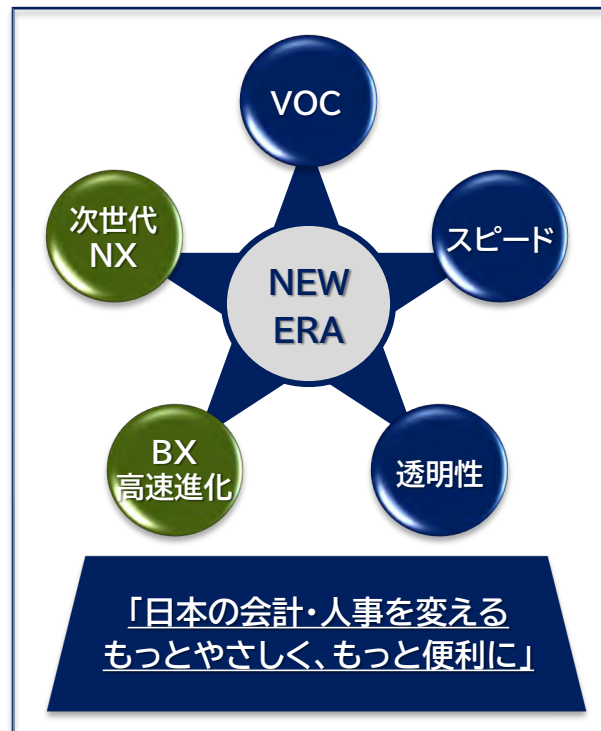 VOC
次世代
NX
スピード
NEW
ERA
BX
高速進化
透明性
「日本の会計・人事を変える
もっとやさしく、もっと便利に」